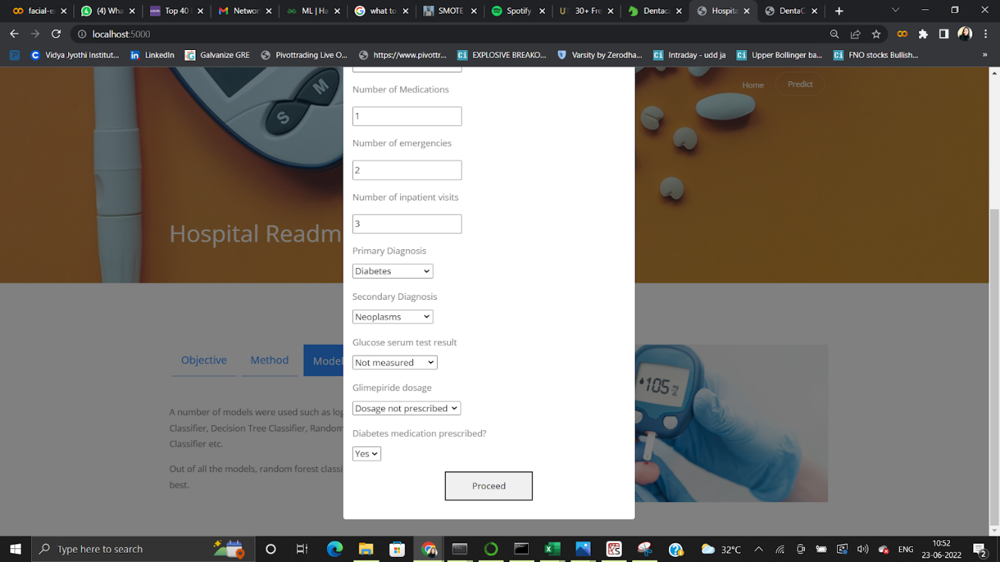 facial-e
(4) Wha
Top 40
Networ
ML | Ha
what to
SMOTE
Spotify
30+ Fre
Dentaca
Hospita
DentaC
localhost:5000
Vidya Jyothi Institut...
LinkedIn
Galvanize GRE
Pivottrading Live O...
https://www.pivottr...
EXPLOSIVE BREAKO...
Varsity by Zerodha...
Intraday - udd ja
Upper Bollinger ba...
FNO stocks Bullish...
»
Home
Predict
M
S
Hospital Readm
Number of Medications
1
Number of emergencies
2
Number of inpatient visits
3
Primary Diagnosis
Diabetes
Secondary Diagnosis
Neoplasms
Glucose serum test result
Not measured
Glimepiride dosage
Dosage not prescribed
Diabetes medication prescribed?
Yes
Proceed
Objective
Method
Model
A number of models were used such as log
Classifier, Decision Tree Classifier, Random
Classifier etc.
Out of all the models, random forest classi
best.
105
Type here to search
32°C
ENG
10:52
23-06-2022
2